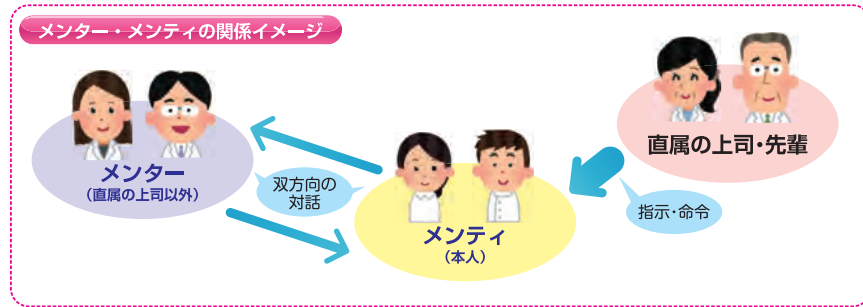 メンター・メンティの関係イメージ
メンター
（直属の上司以外）
双方向の
対話
メンティ
（本人）
直属の上司・先輩
指示・命令